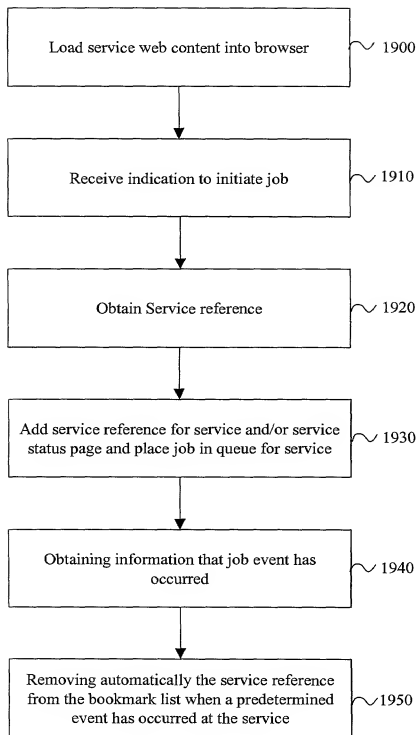 Load service web content into browser
1900
Receive indication to initiate job
1910
Obtain Service reference
1920
Add service reference for service and/or service
status page and place job in queue for service
1930
Obtaining information that job event has
occurred
1940
Removing automatically the service reference
from the bookmark list when a predetermined
event has occurred at the service
1950